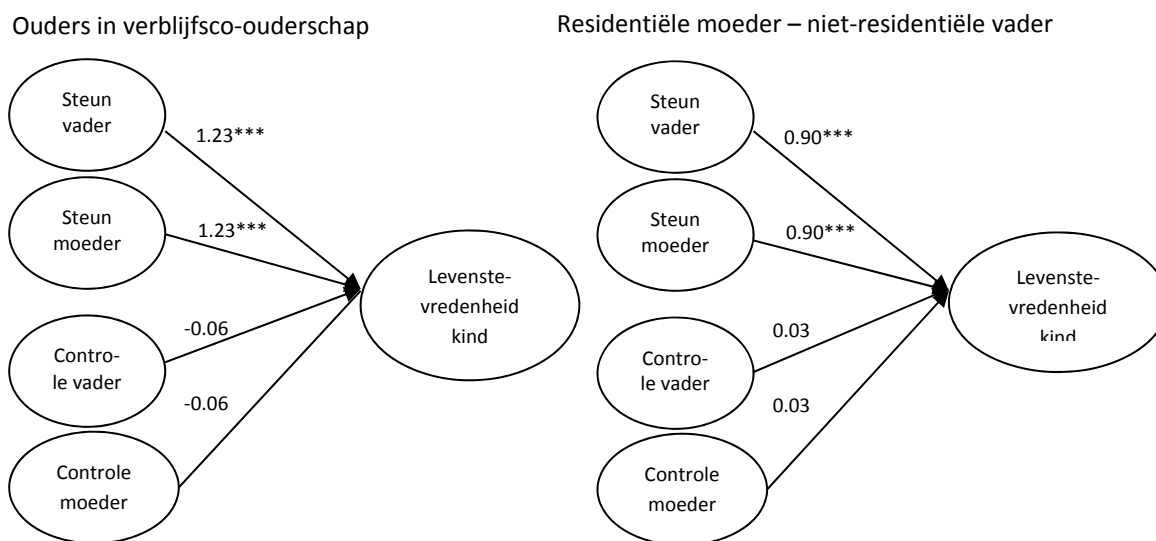 Ouders in verblijfsco-ouderschap
Steun
vader
1.23***
Steun
moeder
1.23***
Contro-
le vader
-0.06
Controle
moeder
-0.06
Levenste-
vredenheid
kind
Residentiële moeder – niet-residentiële vader
Steun
vader
0.90***
Steun
moeder
0.90***
Contro-
le vader
0.03
Controle
moeder
0.03
Levenste-
vredenheid
kind